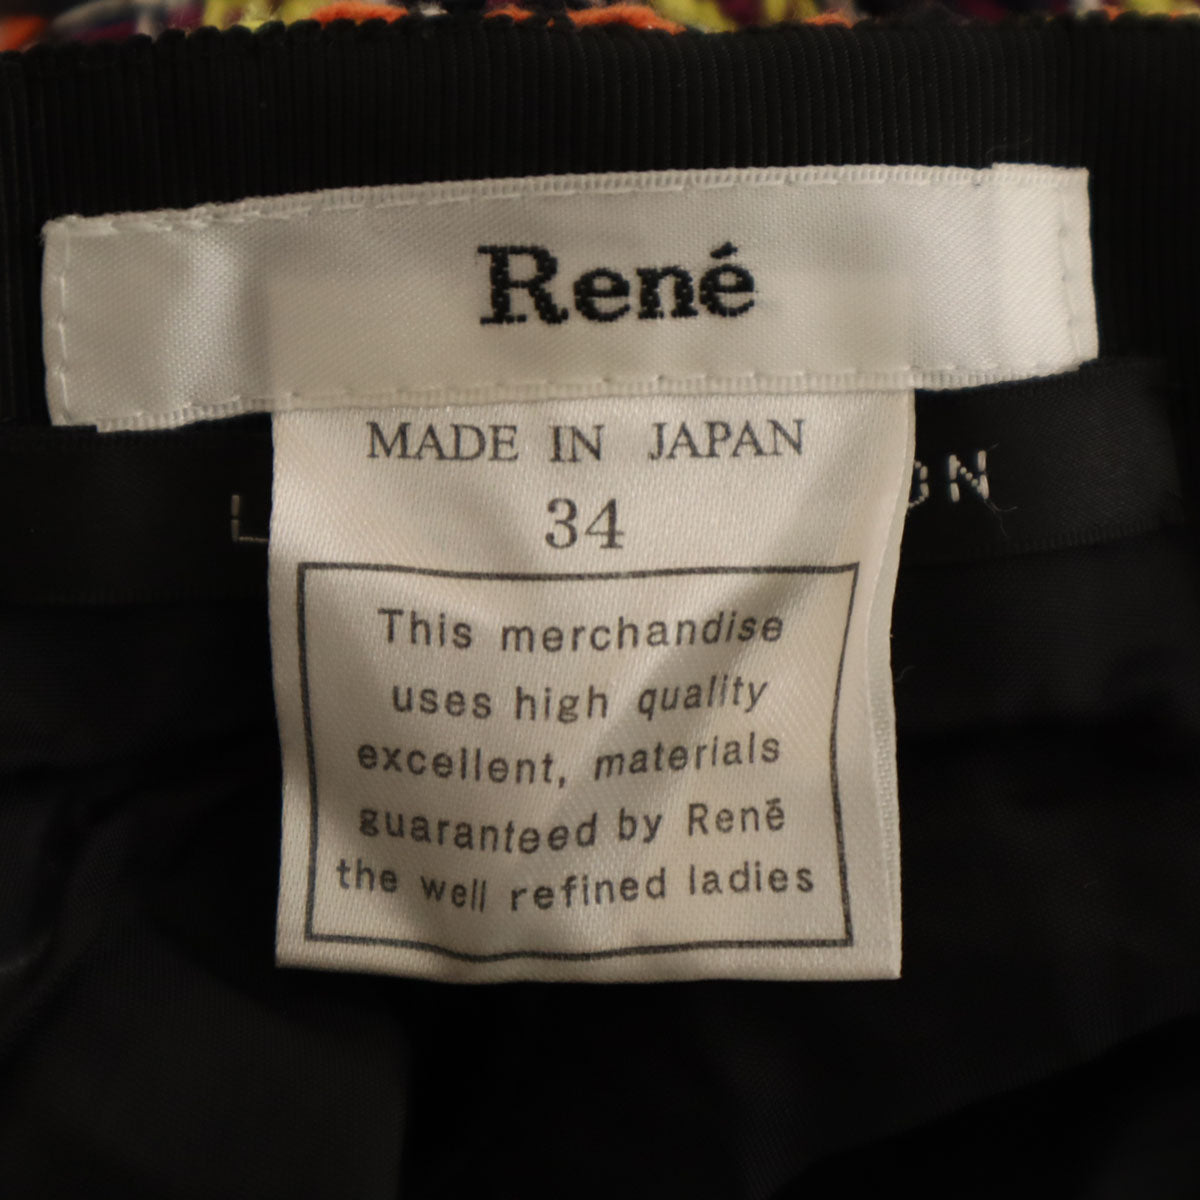 René
MADE IN JAPAN
34
This merchandise
uses high quality
excellent, materials
guaranteed by René
the well refined ladies